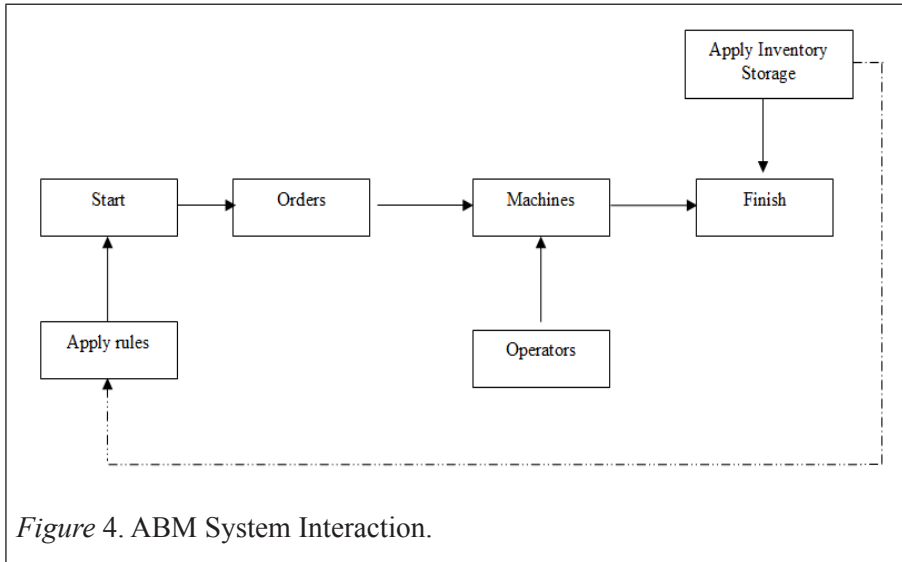 Apply Inventory
Storage
Start
Orders
Machines
Finish
Apply rules
Operators
Figure 4. ABM System Interaction.